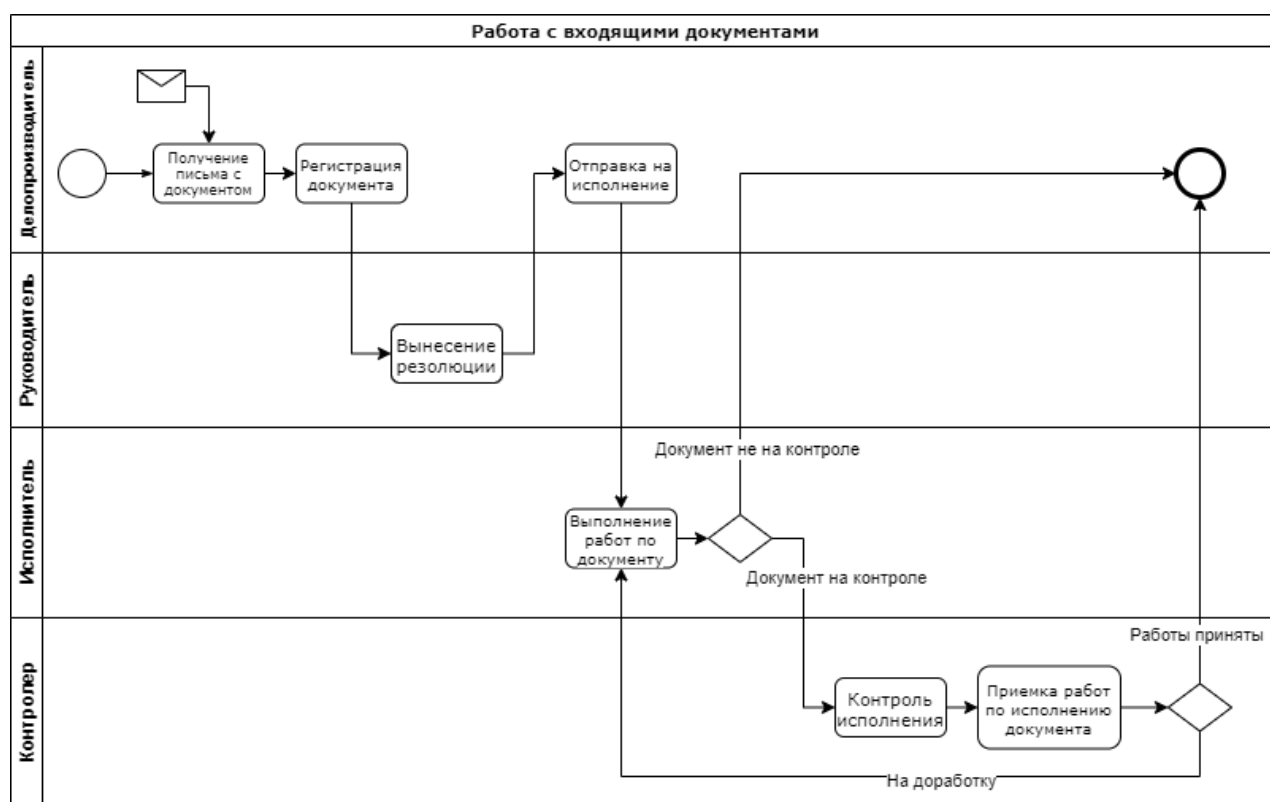 Работа с входящими документами
Делопроизводитель
Получение
письма с
документом
Регистрация
документа
Отправка на
исполнение
Руководитель
Вынесение
резолюции
Исполнитель
Документ не на контроле
Выполнение
работ по
документу
Документ на контроле
Контролер
Работы приняты
Контроль
исполнения
Приемка работ
по исполнению
документа
На доработку